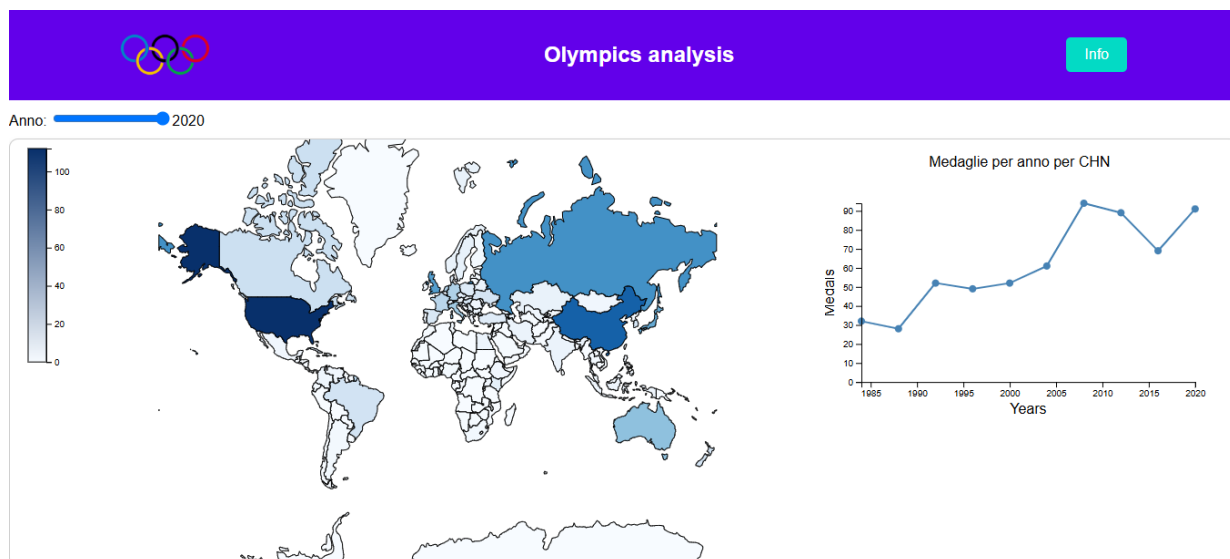 Olympics analysis
Info
Anno: 2020
100
80
60
40
20
0
Medaglie per anno per CHN
Medals
90
80
70
60
50
40
30
20
10
0
1985 1990 1995 2000 2005 2010 2015 2020
Years